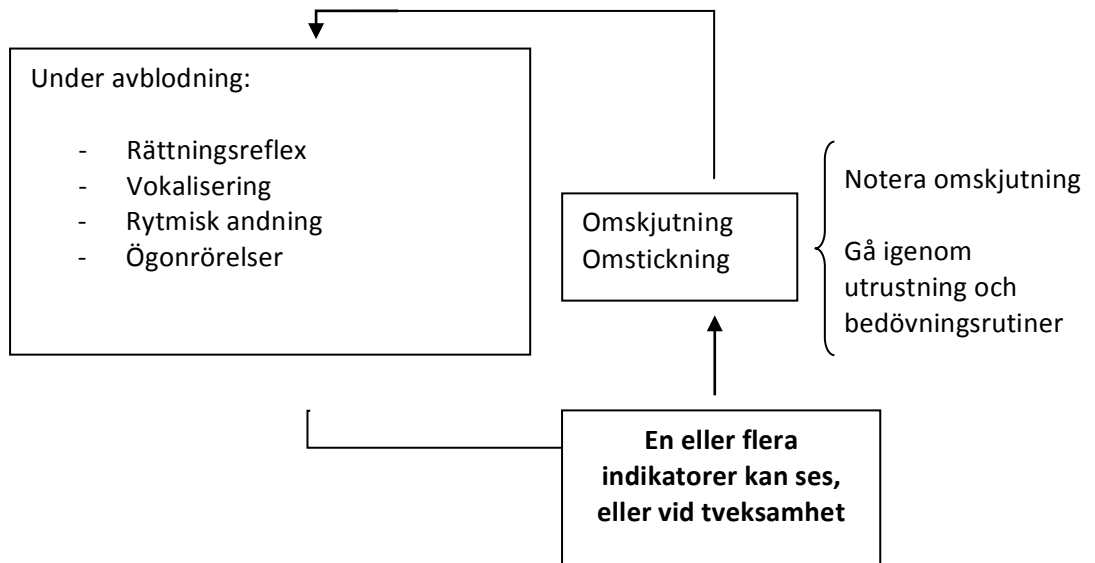 Under avblodning:
- Rättningsreflex
- Vokalisering
- Rytmisk andning
- Ögonrörelser
Omskjutning
Omstickning
Notera omskjutning
Gå igenom
utrustning och
bedövningsrutiner
En eller flera
indikatorer kan ses,
eller vid tveksamhet